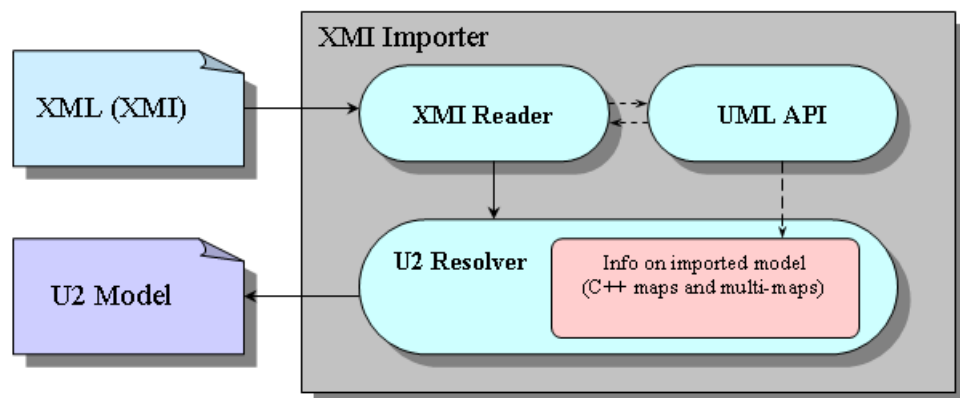 XMI Importer
XML (XMI)
XMI Reader
UML API
U2 Resolver
Info on imported model
(C++ maps and multi-maps)
U2 Model